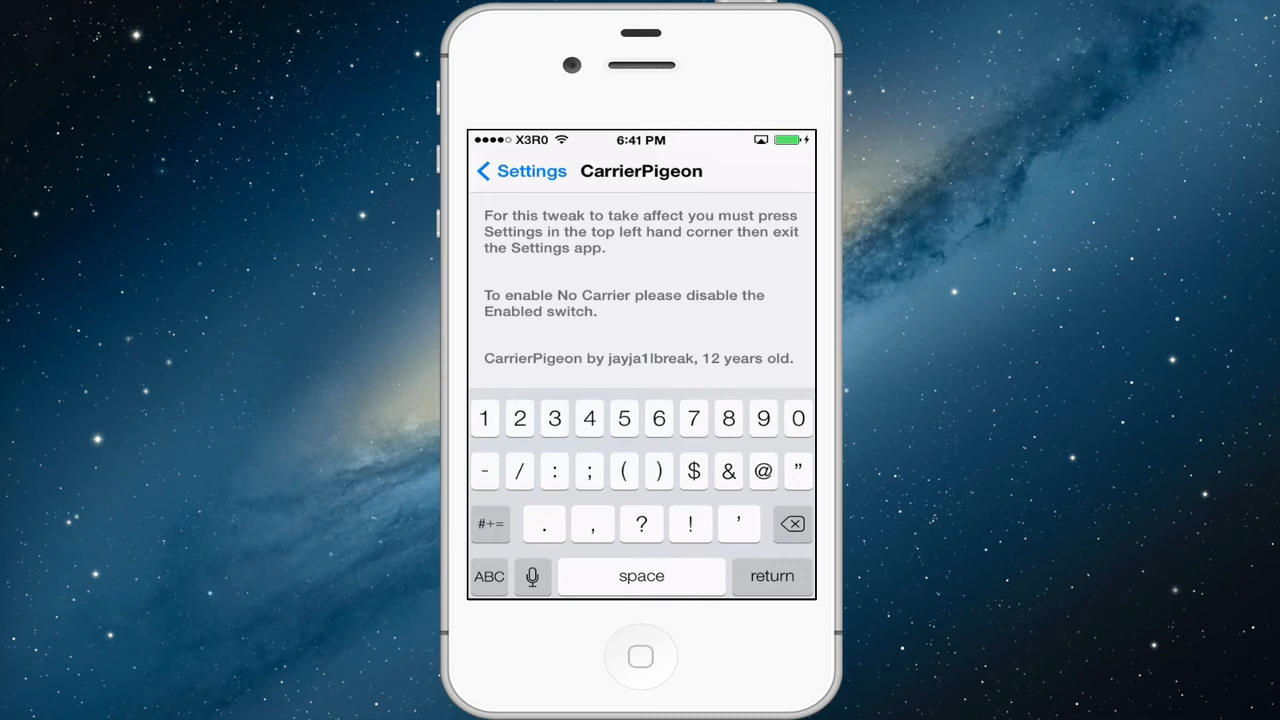 X3R0 6:41 PM
Settings CarrierPigeon
For this tweak to take affect you must press
Settings in the top left hand corner then exit
the Settings app.
To enable No Carrier please disable the
Enabled switch.
CarrierPigeon by jayja1lbreak, 12 years old.
1 2 3 4 5 6 7 8 9 0
- / : ; ( ) $ & @ ”
#+= . , ? ! ’
ABC space return